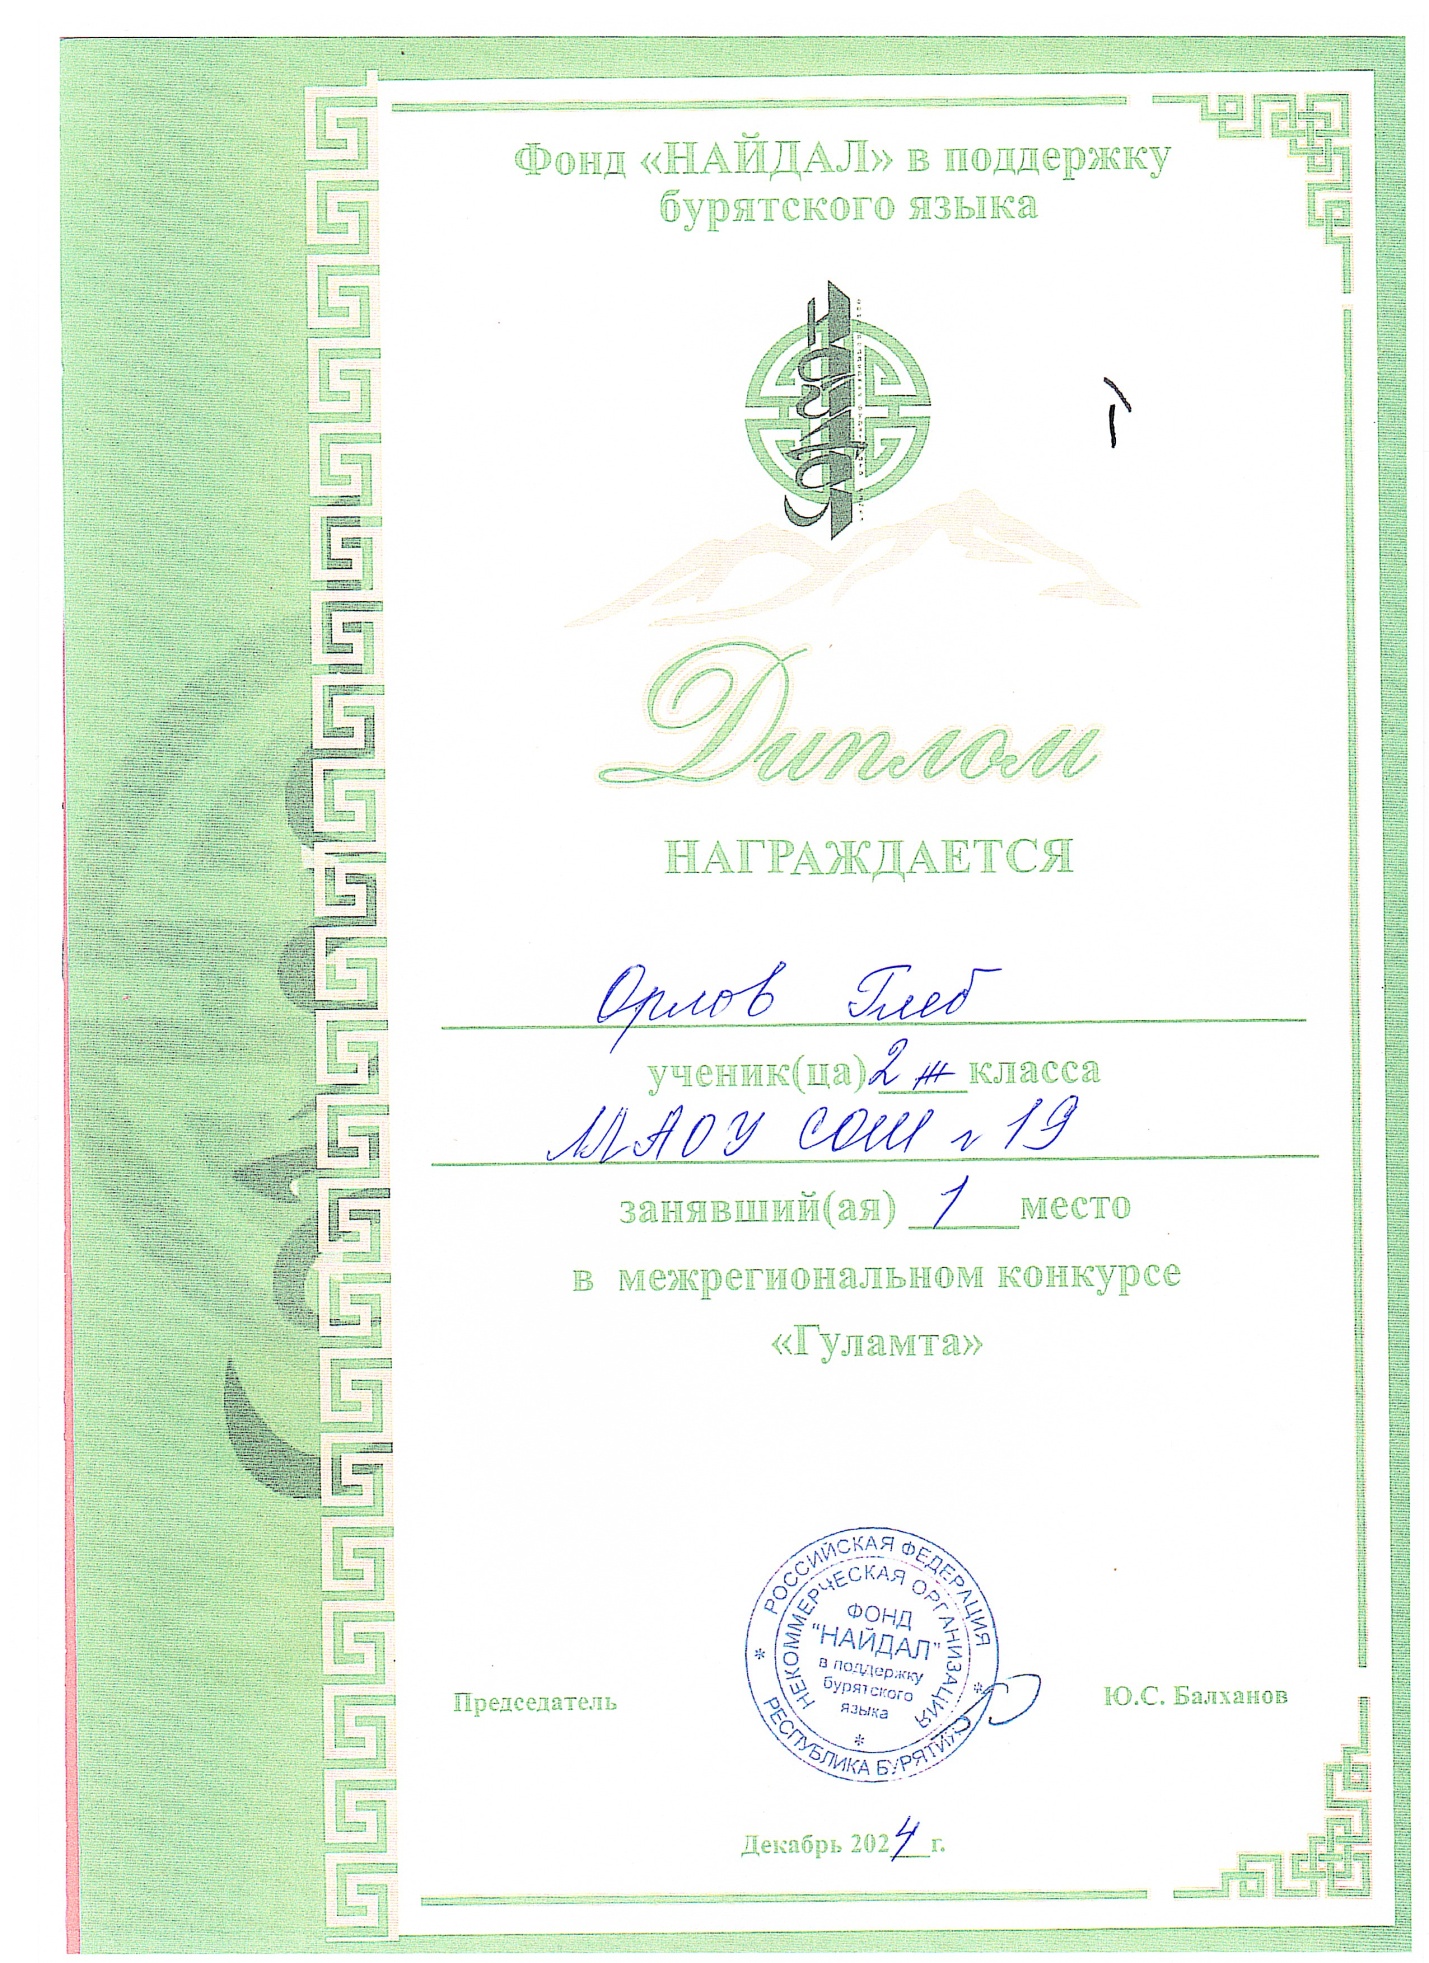 Фонд «НАЙДАЛ» в поддержку
бурятского языка
Диплом
НАГРАЖДАЕТСЯ
Орлов Глеб
ученик(ца) 2 ж класса
МАОУ СОШ г 19
занявший(ая) 1 место
в межрегиональном конкурсе
«Гуламта»
РОССИЙСКАЯ ФЕДЕРАЦИЯ
НЕКОММЕРЧЕСКАЯ ОРГАНИЗАЦИЯ
ФОНД
"НАЙДАЛ"
в поддержку
бурятского
языка
РЕСПУБЛИКА БУРЯТИЯ
Председатель
Ю.С. Балханов
Декабрь 2024 г.